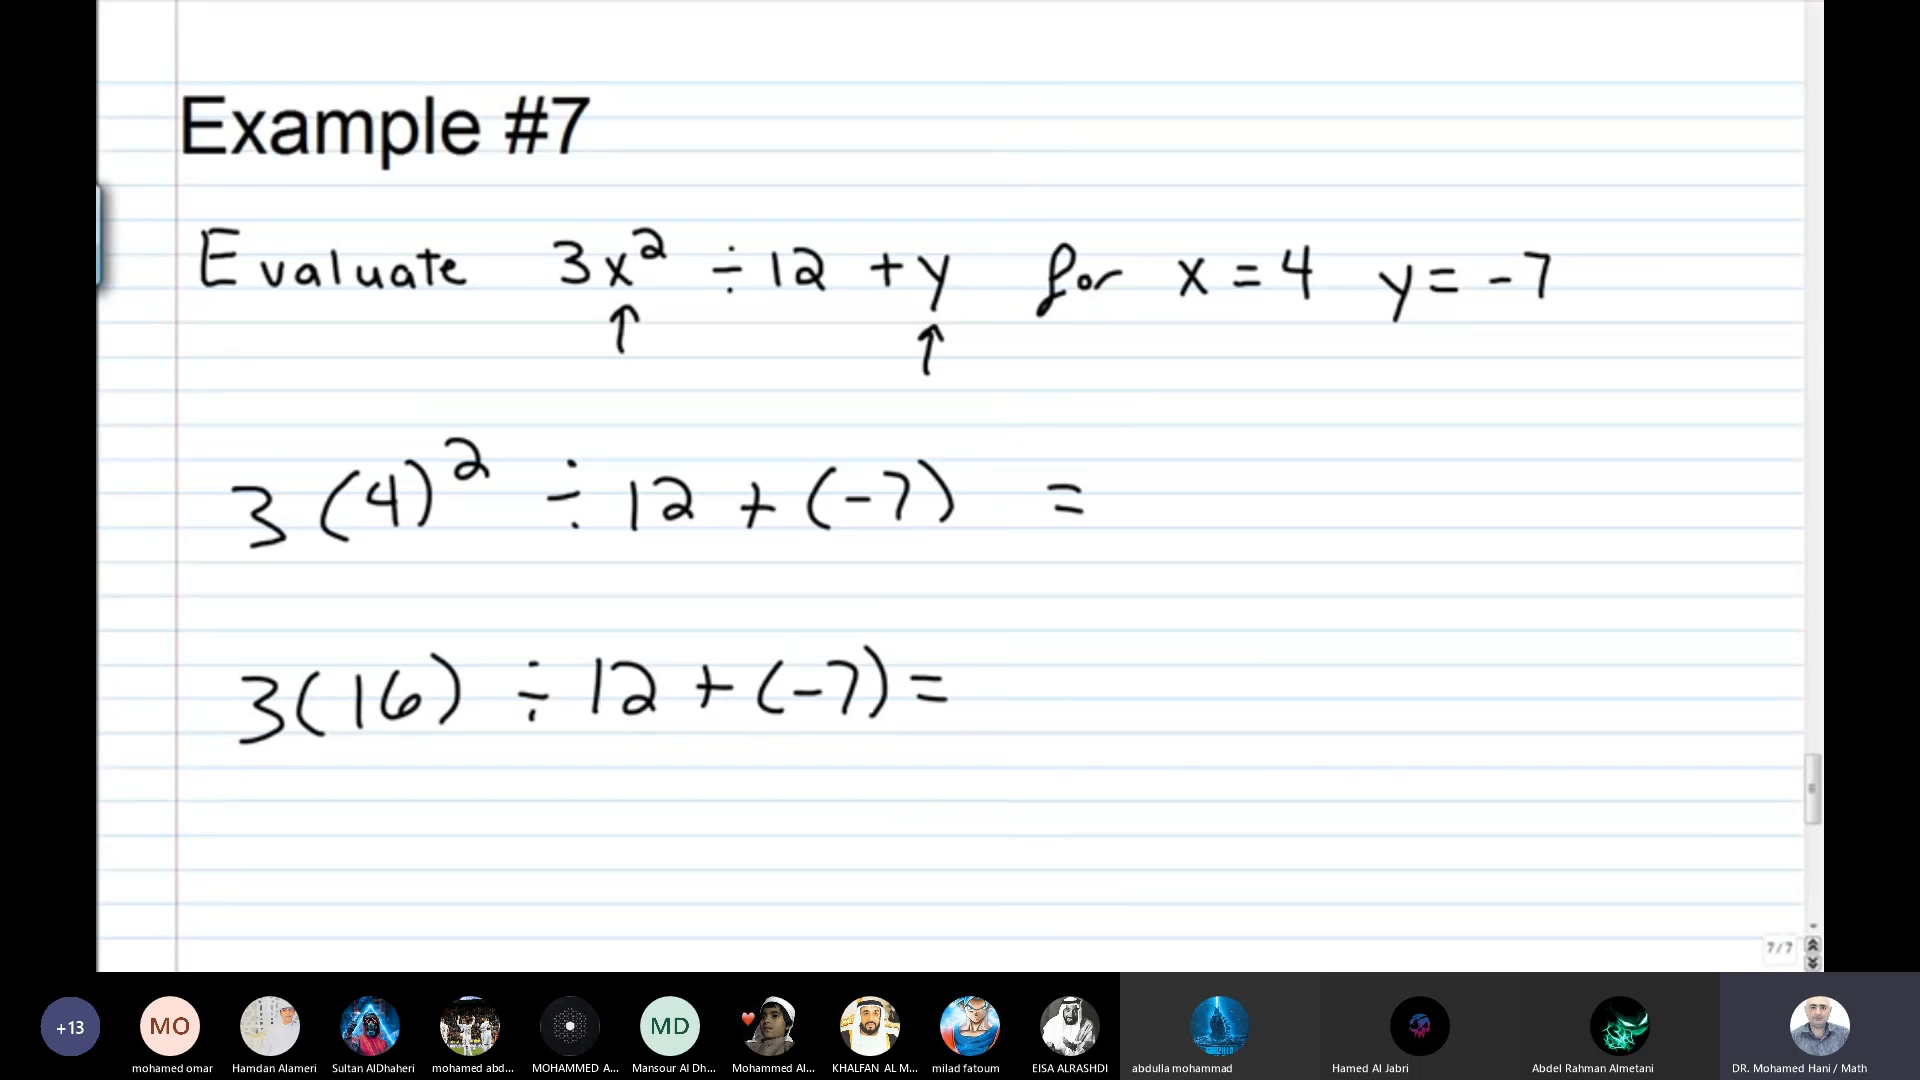 Example #7
Evaluate 3x² ÷ 12 + y for x = 4 y = -7
↑ ↑
3(4)² ÷ 12 + (-7) =
3(16) ÷ 12 + (-7) =
7/7
+13
MO
MD
mohamed omar
Hamdan Alameri
Sultan AlDhaheri
mohamed abd...
MOHAMMED A...
Mansour Al Dh...
Mohammed Al...
KHALFAN AL M...
milad fatoum
EISA ALRASHDI
abdulla mohammad
Hamed Al Jabri
Abdel Rahman Almetani
DR. Mohamed Hani / Math